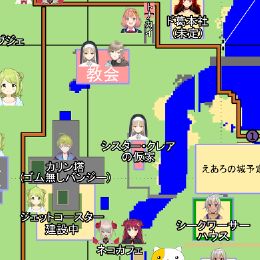 ド葛本社
(未定)
教会
シスター・クレア
の仮家
カリン塔
(ゴム無しバンジー)
えあろの城予定
ジェットコースター
建設中
シークワーサー
ハウス
ネコカフェ